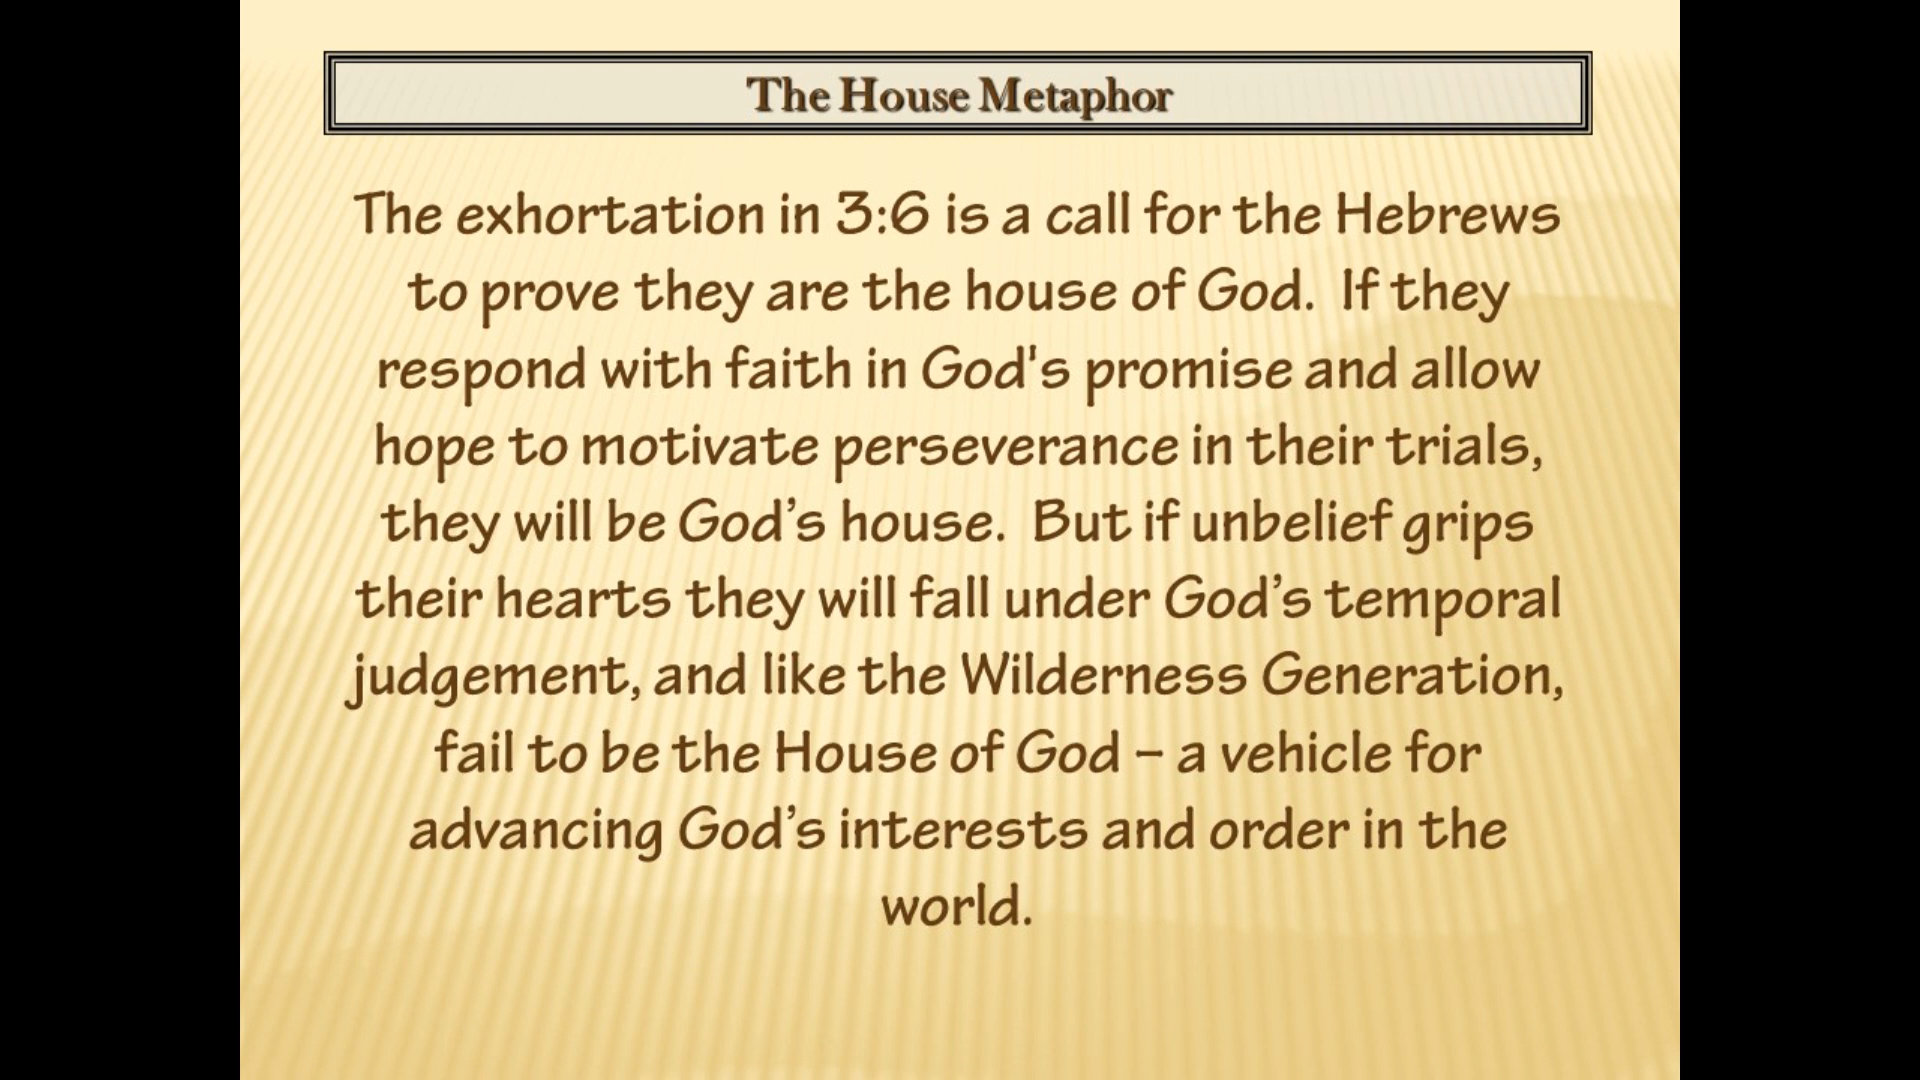 The House Metaphor
The exhortation in 3:6 is a call for the Hebrews
to prove they are the house of God.  If they
respond with faith in God's promise and allow
hope to motivate perseverance in their trials,
they will be God’s house.  But if unbelief grips
their hearts they will fall under God’s temporal
judgement, and like the Wilderness Generation,
fail to be the House of God – a vehicle for
advancing God’s interests and order in the
world.